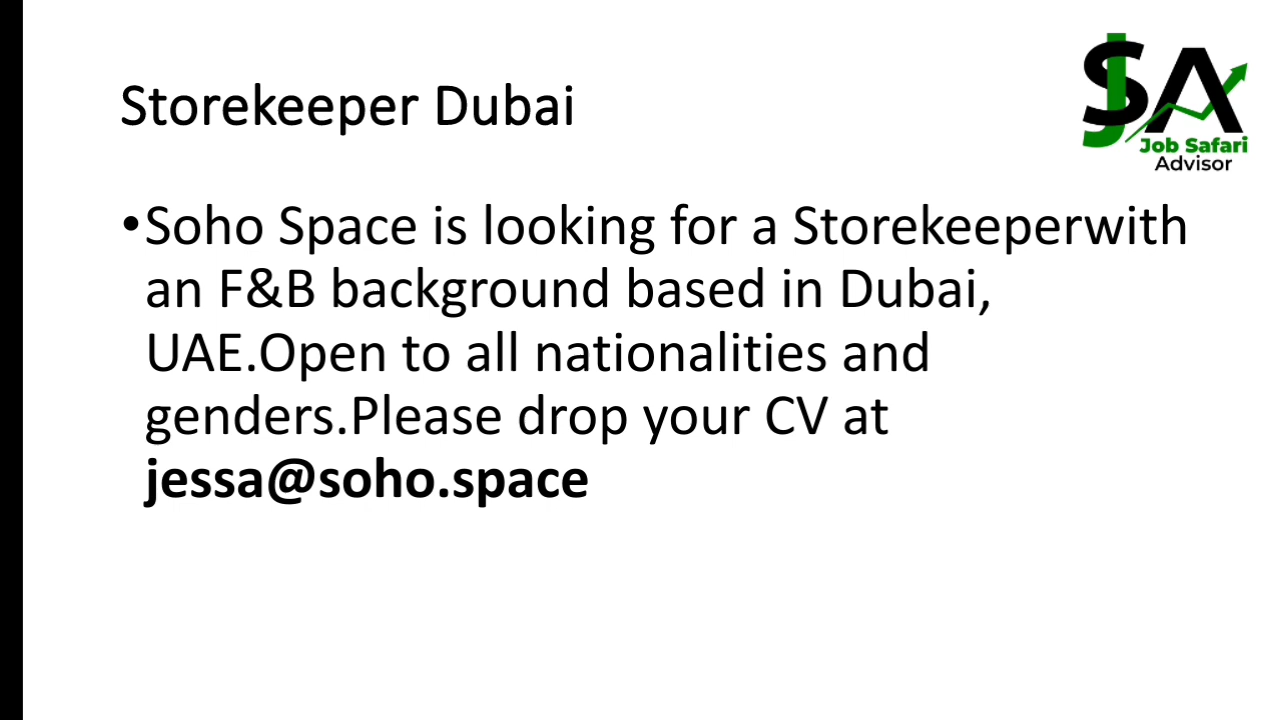 Storekeeper Dubai
SJA
Job Safari
Advisor
•Soho Space is looking for a Storekeeperwith
an F&B background based in Dubai,
UAE.Open to all nationalities and
genders.Please drop your CV at
jessa@soho.space